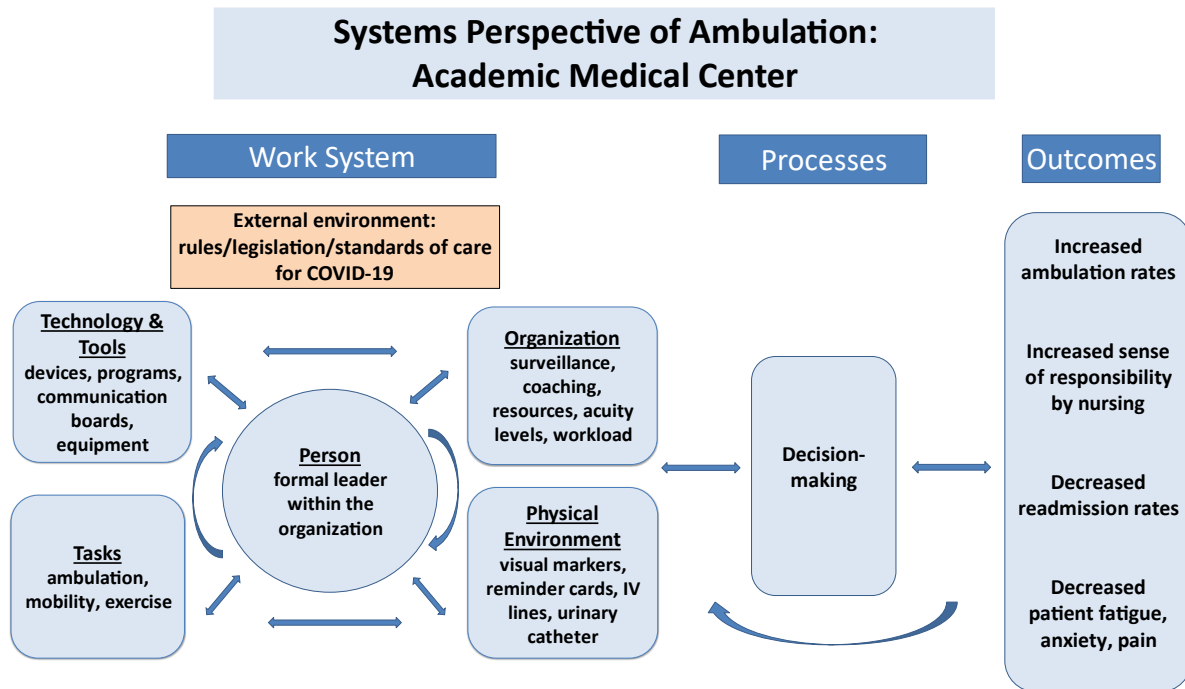 Systems Perspective of Ambulation:
Academic Medical Center
Work System
Processes
Outcomes
External environment:
rules/legislation/standards of care
for COVID-19
Technology &
Tools
devices, programs,
communication
boards,
equipment
Organization
surveillance,
coaching,
resources, acuity
levels, workload
Person
formal leader
within the
organization
Tasks
ambulation,
mobility, exercise
Physical
Environment
visual markers,
reminder cards, IV
lines, urinary
catheter
Decision-
making
Increased
ambulation rates
Increased sense
of responsibility
by nursing
Decreased
readmission rates
Decreased
patient fatigue,
anxiety, pain